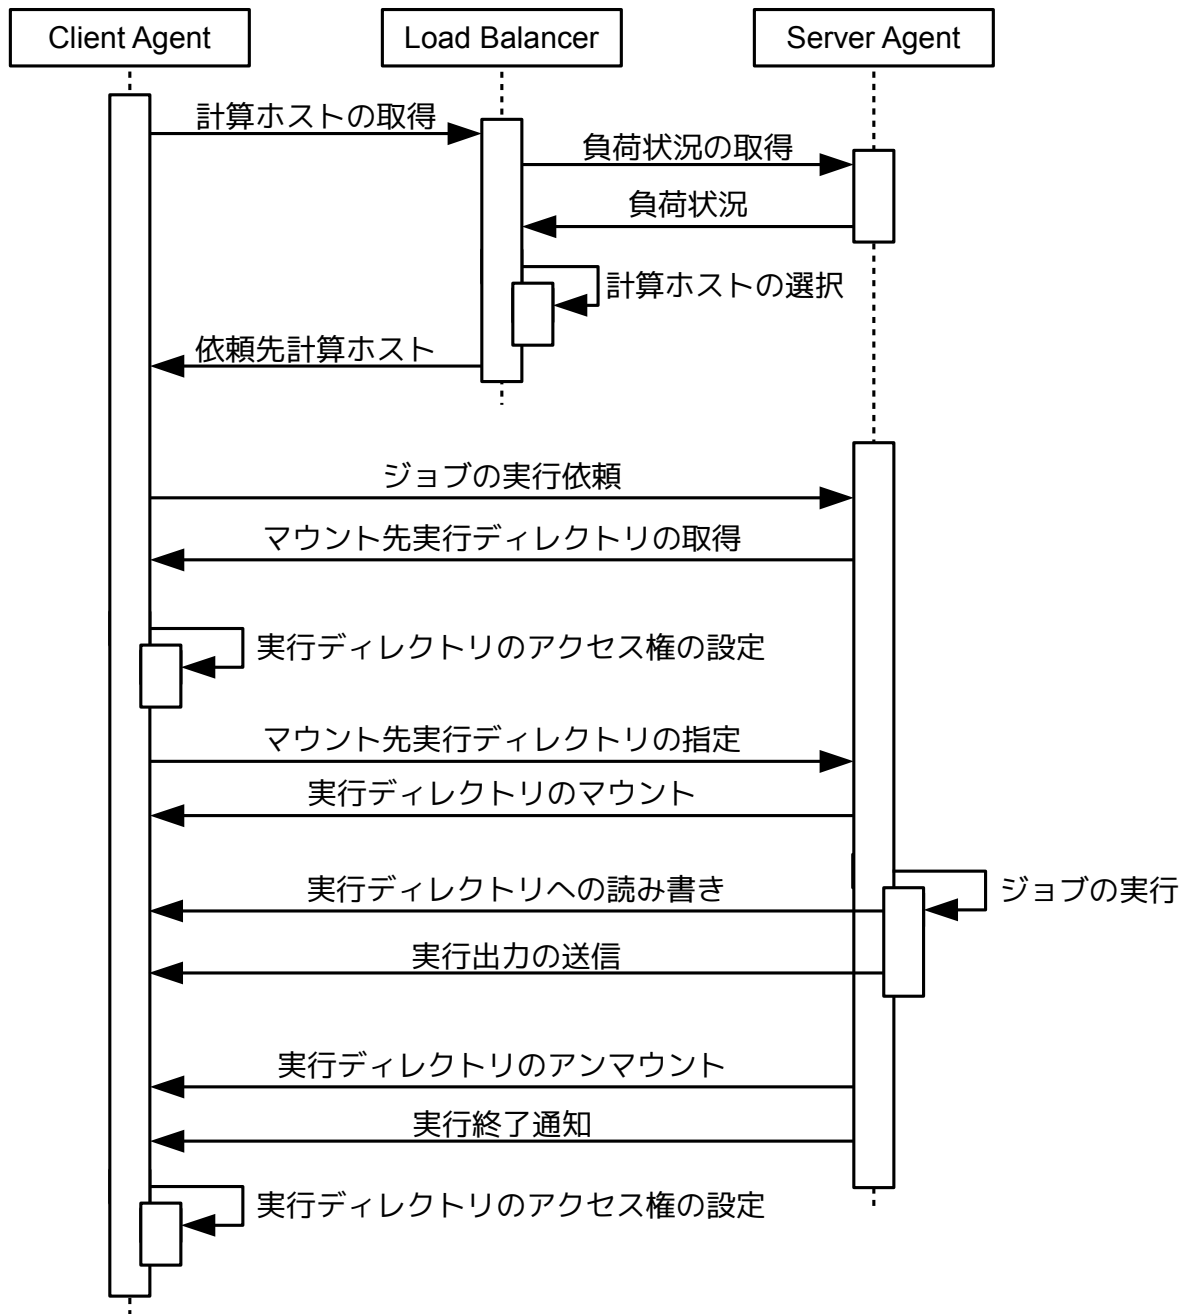 Client Agent
Load Balancer
Server Agent
計算ホストの取得
負荷状況の取得
負荷状況
計算ホストの選択
依頼先計算ホスト
ジョブの実行依頼
マウント先実行ディレクトリの取得
実行ディレクトリのアクセス権の設定
マウント先実行ディレクトリの指定
実行ディレクトリのマウント
ジョブの実行
実行ディレクトリへの読み書き
実行出力の送信
実行ディレクトリのアンマウント
実行終了通知
実行ディレクトリのアクセス権の設定